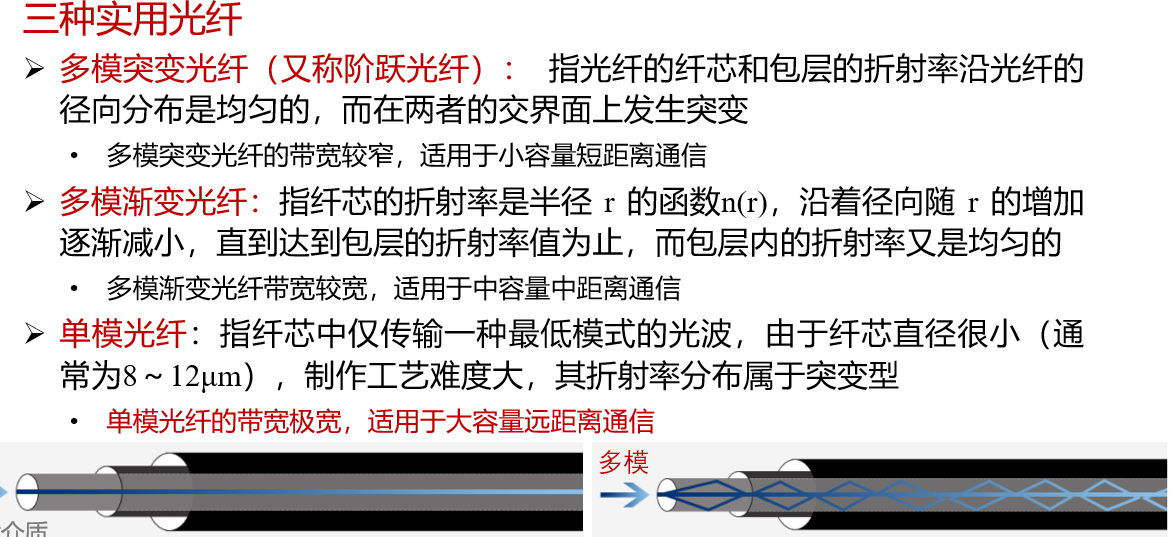 三种实用光纤
➢ 多模突变光纤（又称阶跃光纤）： 指光纤的纤芯和包层的折射率沿光纤的
径向分布是均匀的，而在两者的交界面上发生突变
• 多模突变光纤的带宽较窄，适用于小容量短距离通信
➢ 多模渐变光纤：指纤芯的折射率是半径 r 的函数n(r)，沿着径向随 r 的增加
逐渐减小，直到达到包层的折射率值为止，而包层内的折射率又是均匀的
• 多模渐变光纤带宽较宽，适用于中容量中距离通信
➢ 单模光纤：指纤芯中仅传输一种最低模式的光波，由于纤芯直径很小（通
常为8～12μm），制作工艺难度大，其折射率分布属于突变型
• 单模光纤的带宽极宽，适用于大容量远距离通信
多模
介质